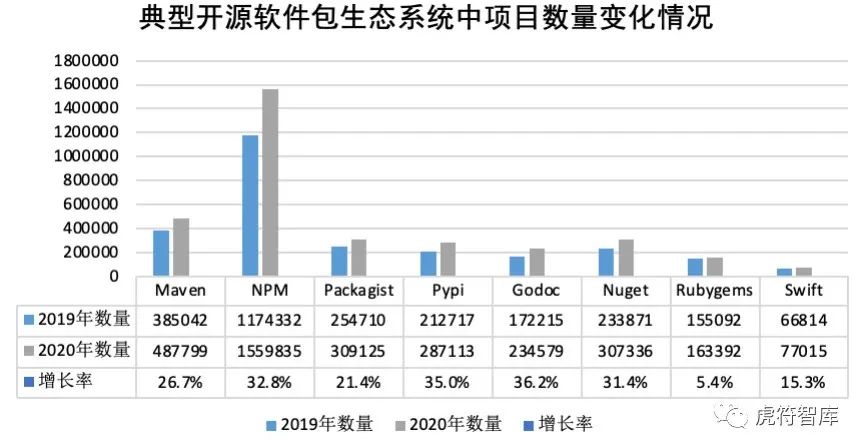 典型开源软件包生态系统中项目数量变化情况
1800000
1600000
1400000
1200000
1000000
800000
600000
400000
200000
0
Maven NPM Packagist Pypi Godoc Nuget Rubygems Swift
2019年数量 385042 1174332 254710 212717 172215 233871 155092 66814
2020年数量 487799 1559835 309125 287113 234579 307336 163392 77015
增长率 26.7% 32.8% 21.4% 35.0% 36.2% 31.4% 5.4% 15.3%
2019年数量 2020年数量 增长率
虎符智库